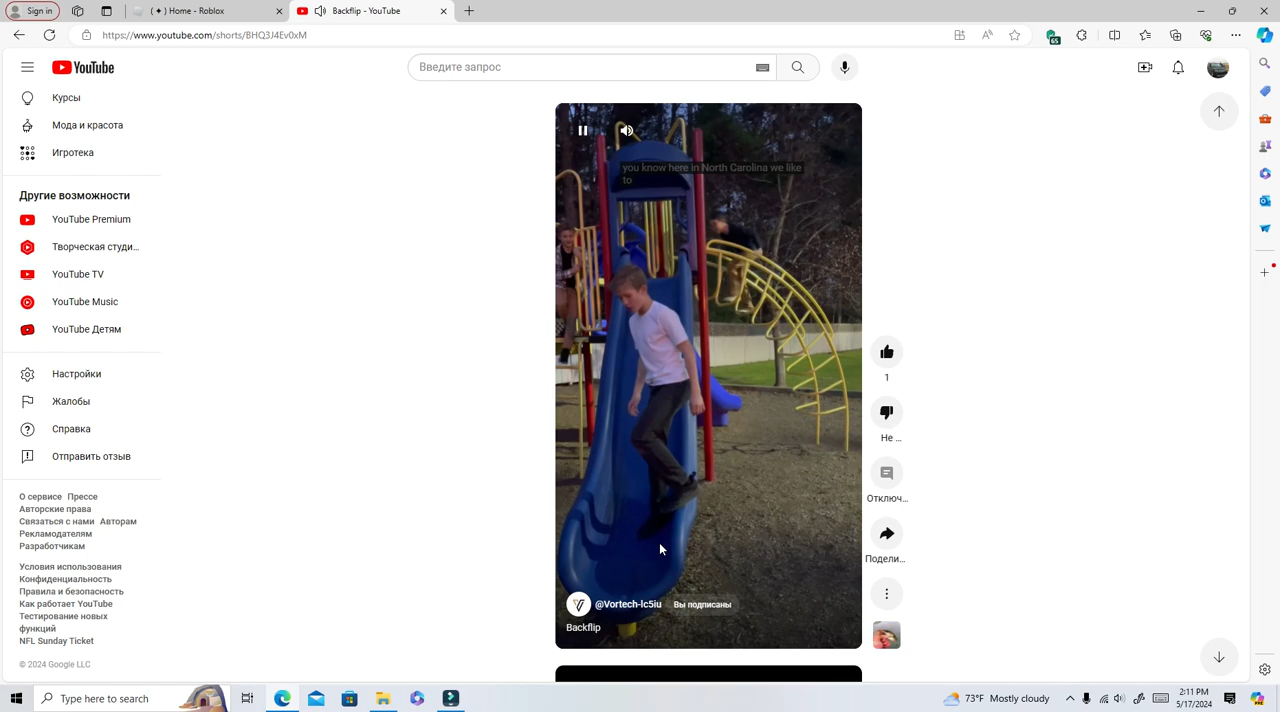 Sign in
( ✦ ) Home - Roblox
Backflip - YouTube
https://www.youtube.com/shorts/BHQ3J4Ev0xM
65
YouTube
Введите запрос
Курсы
Мода и красота
Игротека
Другие возможности
YouTube Premium
Творческая студи…
YouTube TV
YouTube Music
YouTube Детям
Настройки
Жалобы
Справка
Отправить отзыв
О сервисе Прессе
Авторские права
Связаться с нами Авторам
Рекламодателям
Разработчикам
Условия использования
Конфиденциальность
Правила и безопасность
Как работает YouTube
Тестирование новых
функций
NFL Sunday Ticket
© 2024 Google LLC
you know here in North Carolina we like
to
@Vortech-lc5iu Вы подписаны
Backflip
1
Не …
Отключ…
Подели…
Type here to search
73°F Mostly cloudy
2:11 PM
5/17/2024